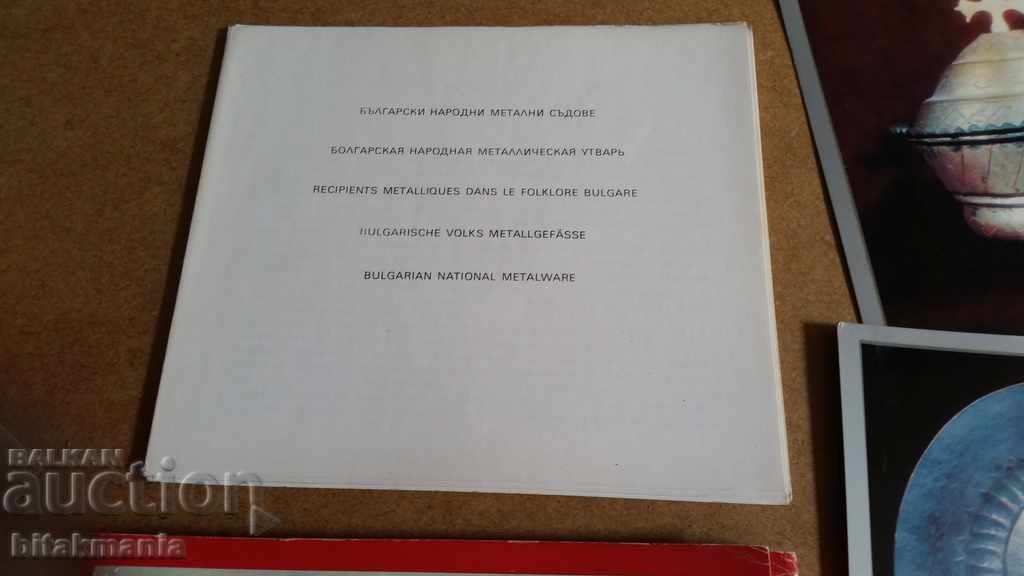 БЪЛГАРСКИ НАРОДНИ МЕТАЛНИ СЪДОВЕ
БОЛГАРСКАЯ НАРОДНАЯ МЕТАЛЛИЧЕСКАЯ УТВАРЬ
RECIPIENTS METALLIQUES DANS LE FOLKLORE BULGARE
BULGARISCHE VOLKS METALLGEFÄSSE
BULGARIAN NATIONAL METALWARE
BALKAN
auction
bitakmania